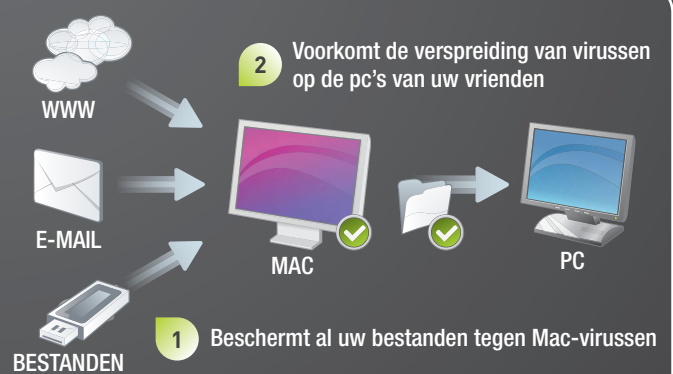 2
Voorkomt de verspreiding van virussen
op de pc's van uw vrienden
WWW
E-MAIL
MAC
PC
BESTANDEN
1
Beschermt al uw bestanden tegen Mac-virussen